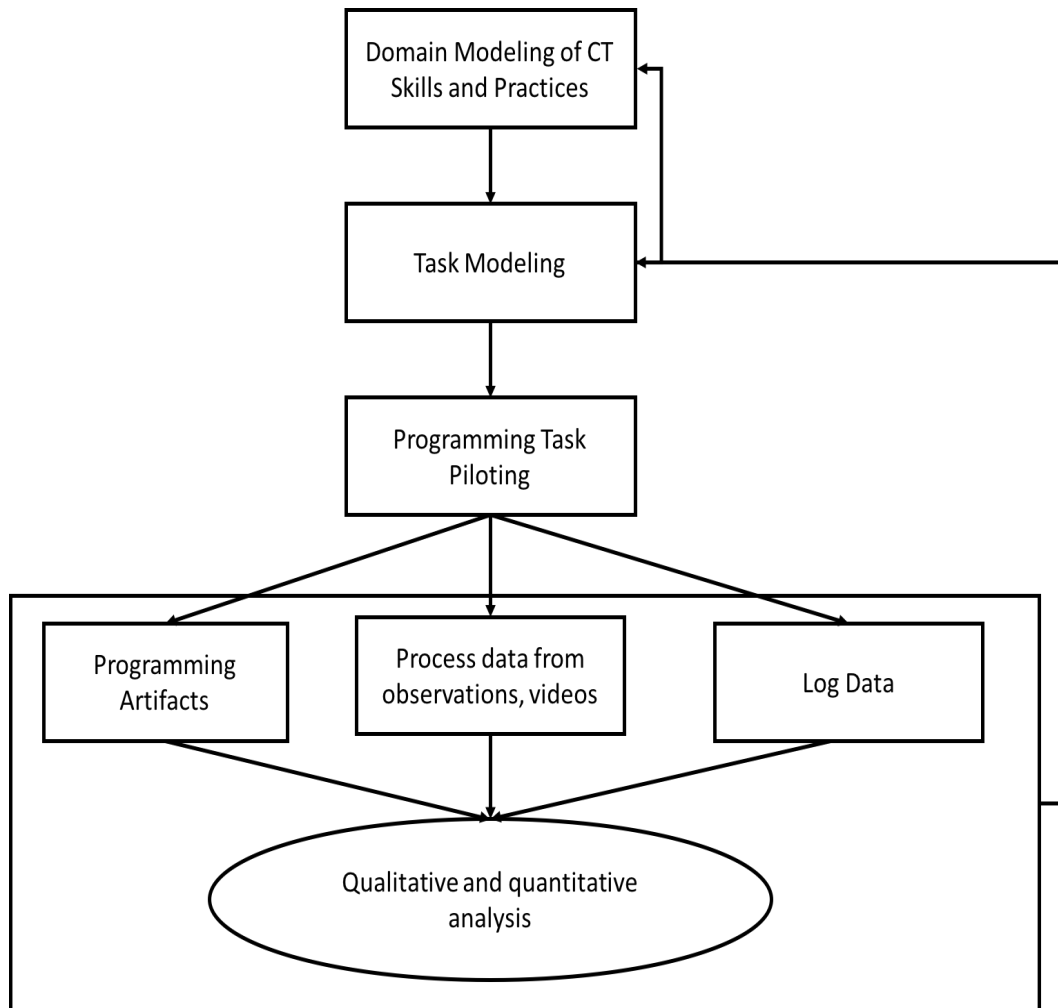 Domain Modeling of CT
Skills and Practices
Task Modeling
Programming Task
Piloting
Programming
Artifacts
Process data from
observations, videos
Log Data
Qualitative and quantitative
analysis